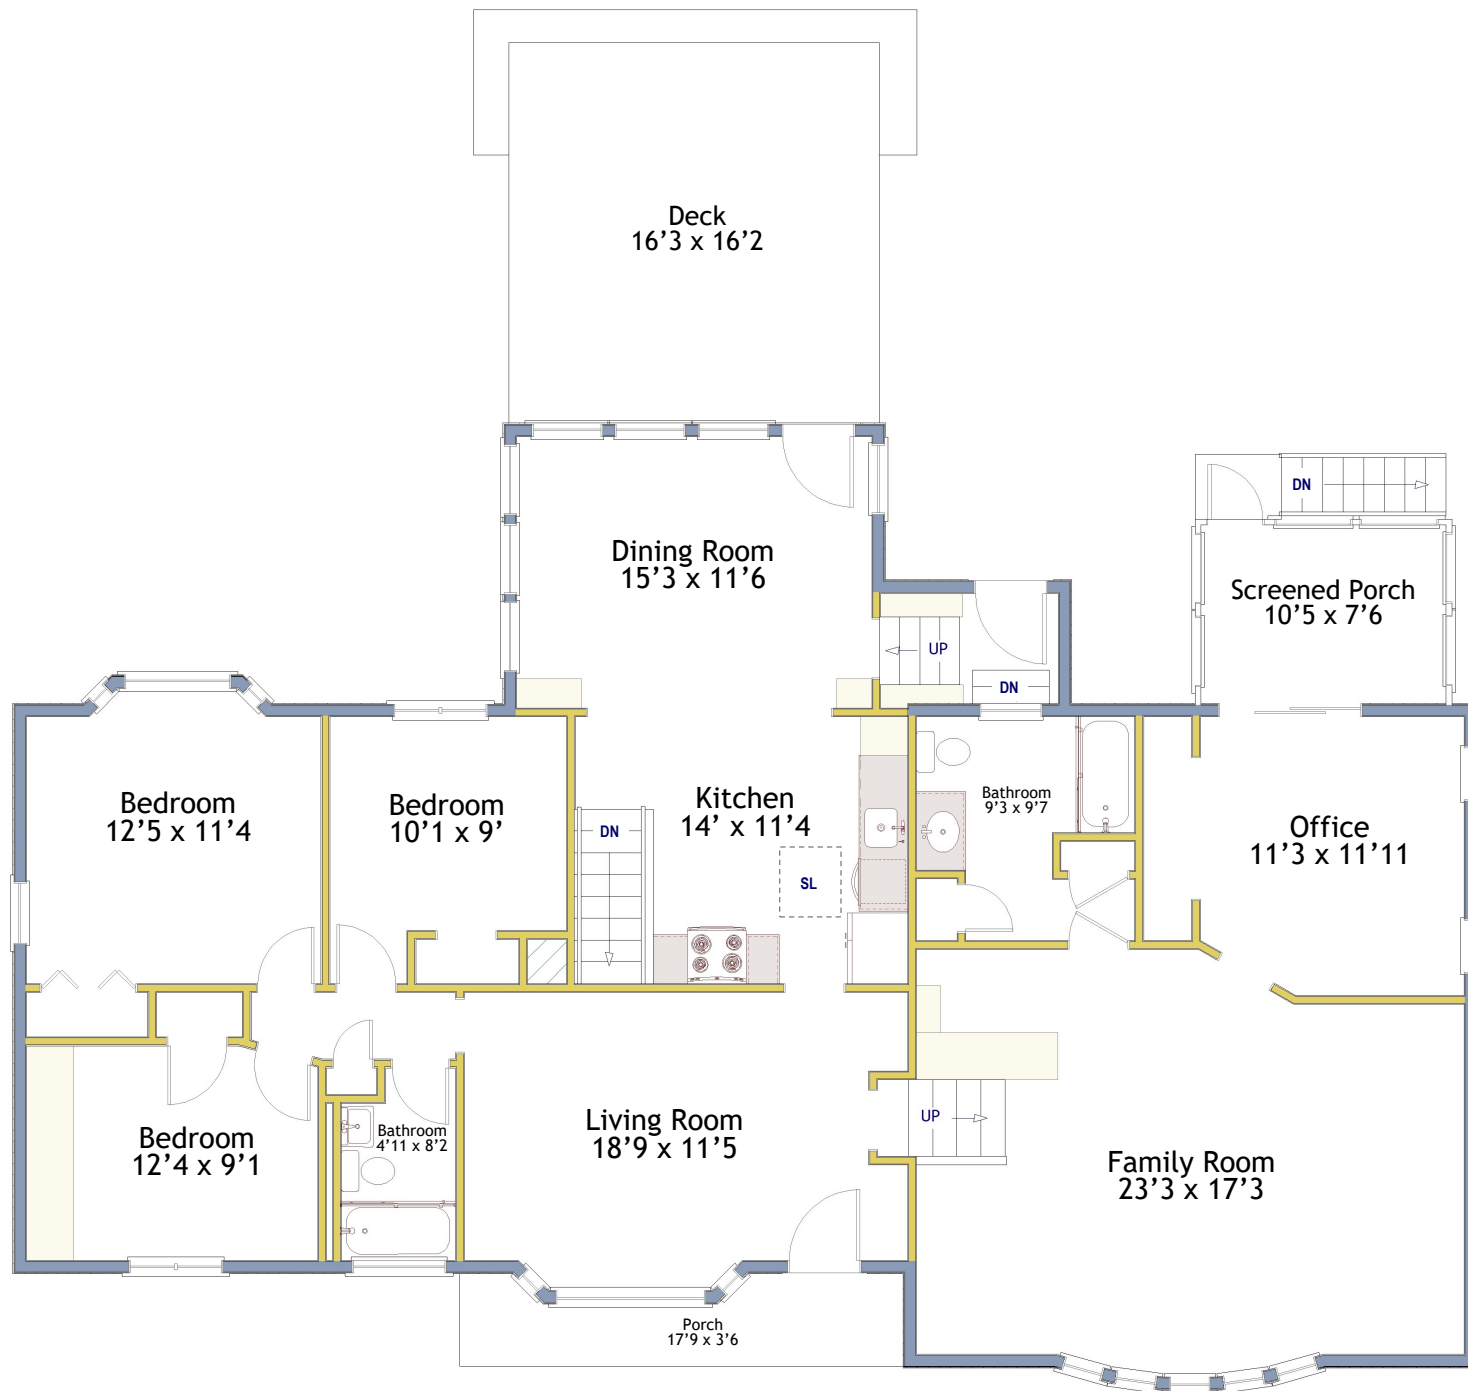 Deck
16’3 x 16’2
DN
Dining Room
15’3 x 11’6
Screened Porch
10’5 x 7’6
UP
DN
Bedroom
12’5 x 11’4
Bedroom
10’1 x 9’
DN
Kitchen
14’ x 11’4
SL
Bathroom
9’3 x 9’7
Office
11’3 x 11’11
Bedroom
12’4 x 9’1
Bathroom
4’11 x 8’2
Living Room
18’9 x 11’5
UP
Family Room
23’3 x 17’3
Porch
17’9 x 3’6